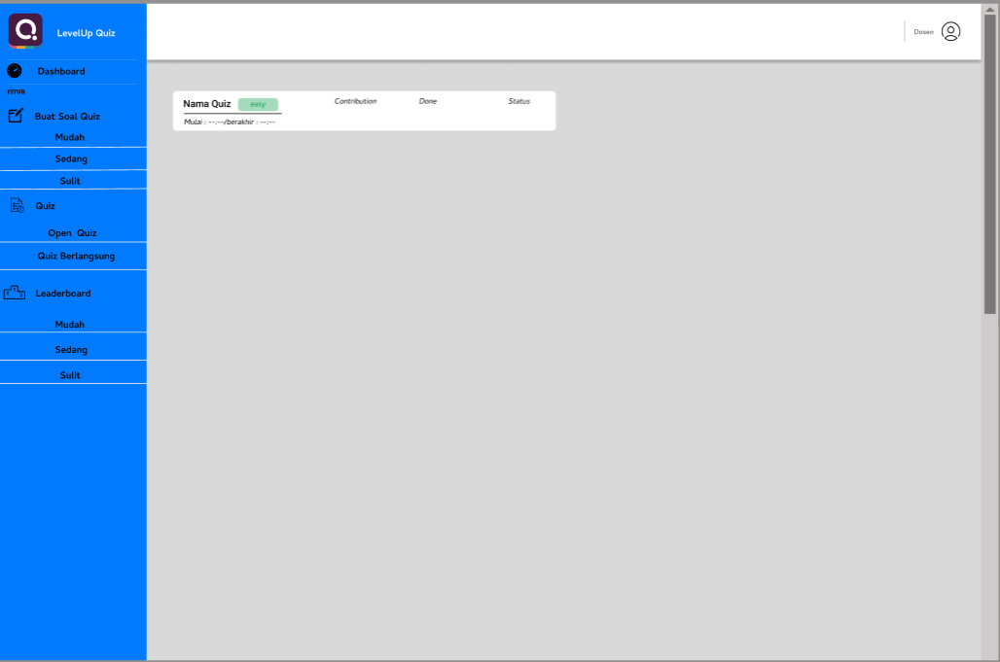 LevelUp Quiz
Dosen
Dashboard
FITUR
Buat Soal Quiz
Mudah
Sedang
Sulit
Quiz
Open Quiz
Quiz Berlangsung
Leaderboard
Mudah
Sedang
Sulit
Nama Quiz easy Contribution Done Status
Mulai : --:--/berakhir : --:--